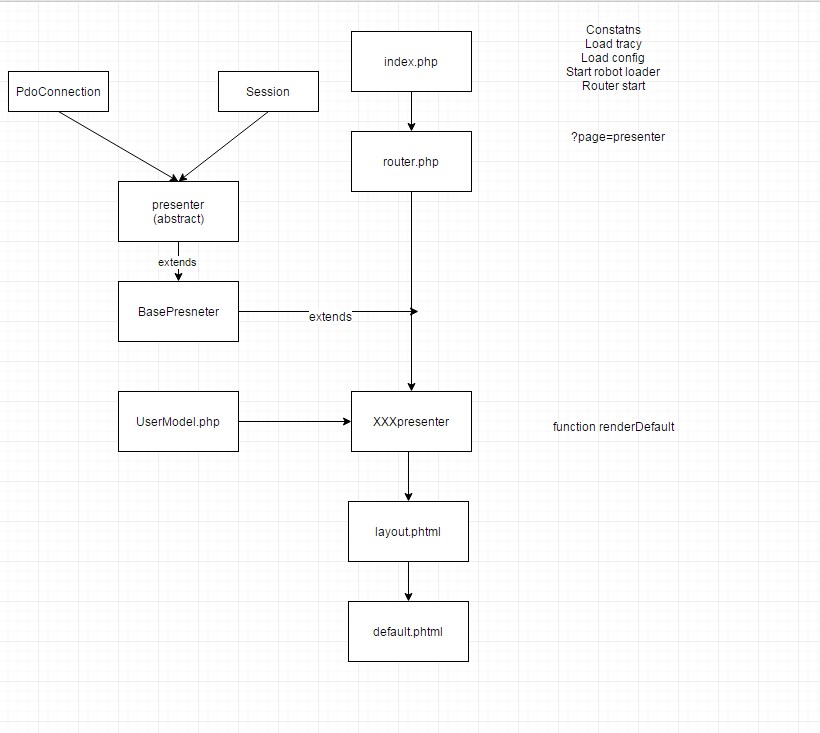 Constatns
Load tracy
Load config
Start robot loader
Router start
index.php
PdoConnection
Session
?page=presenter
router.php
presenter
(abstract)
extends
BasePresneter
extends
UserModel.php
XXXpresenter
function renderDefault
layout.phtml
default.phtml